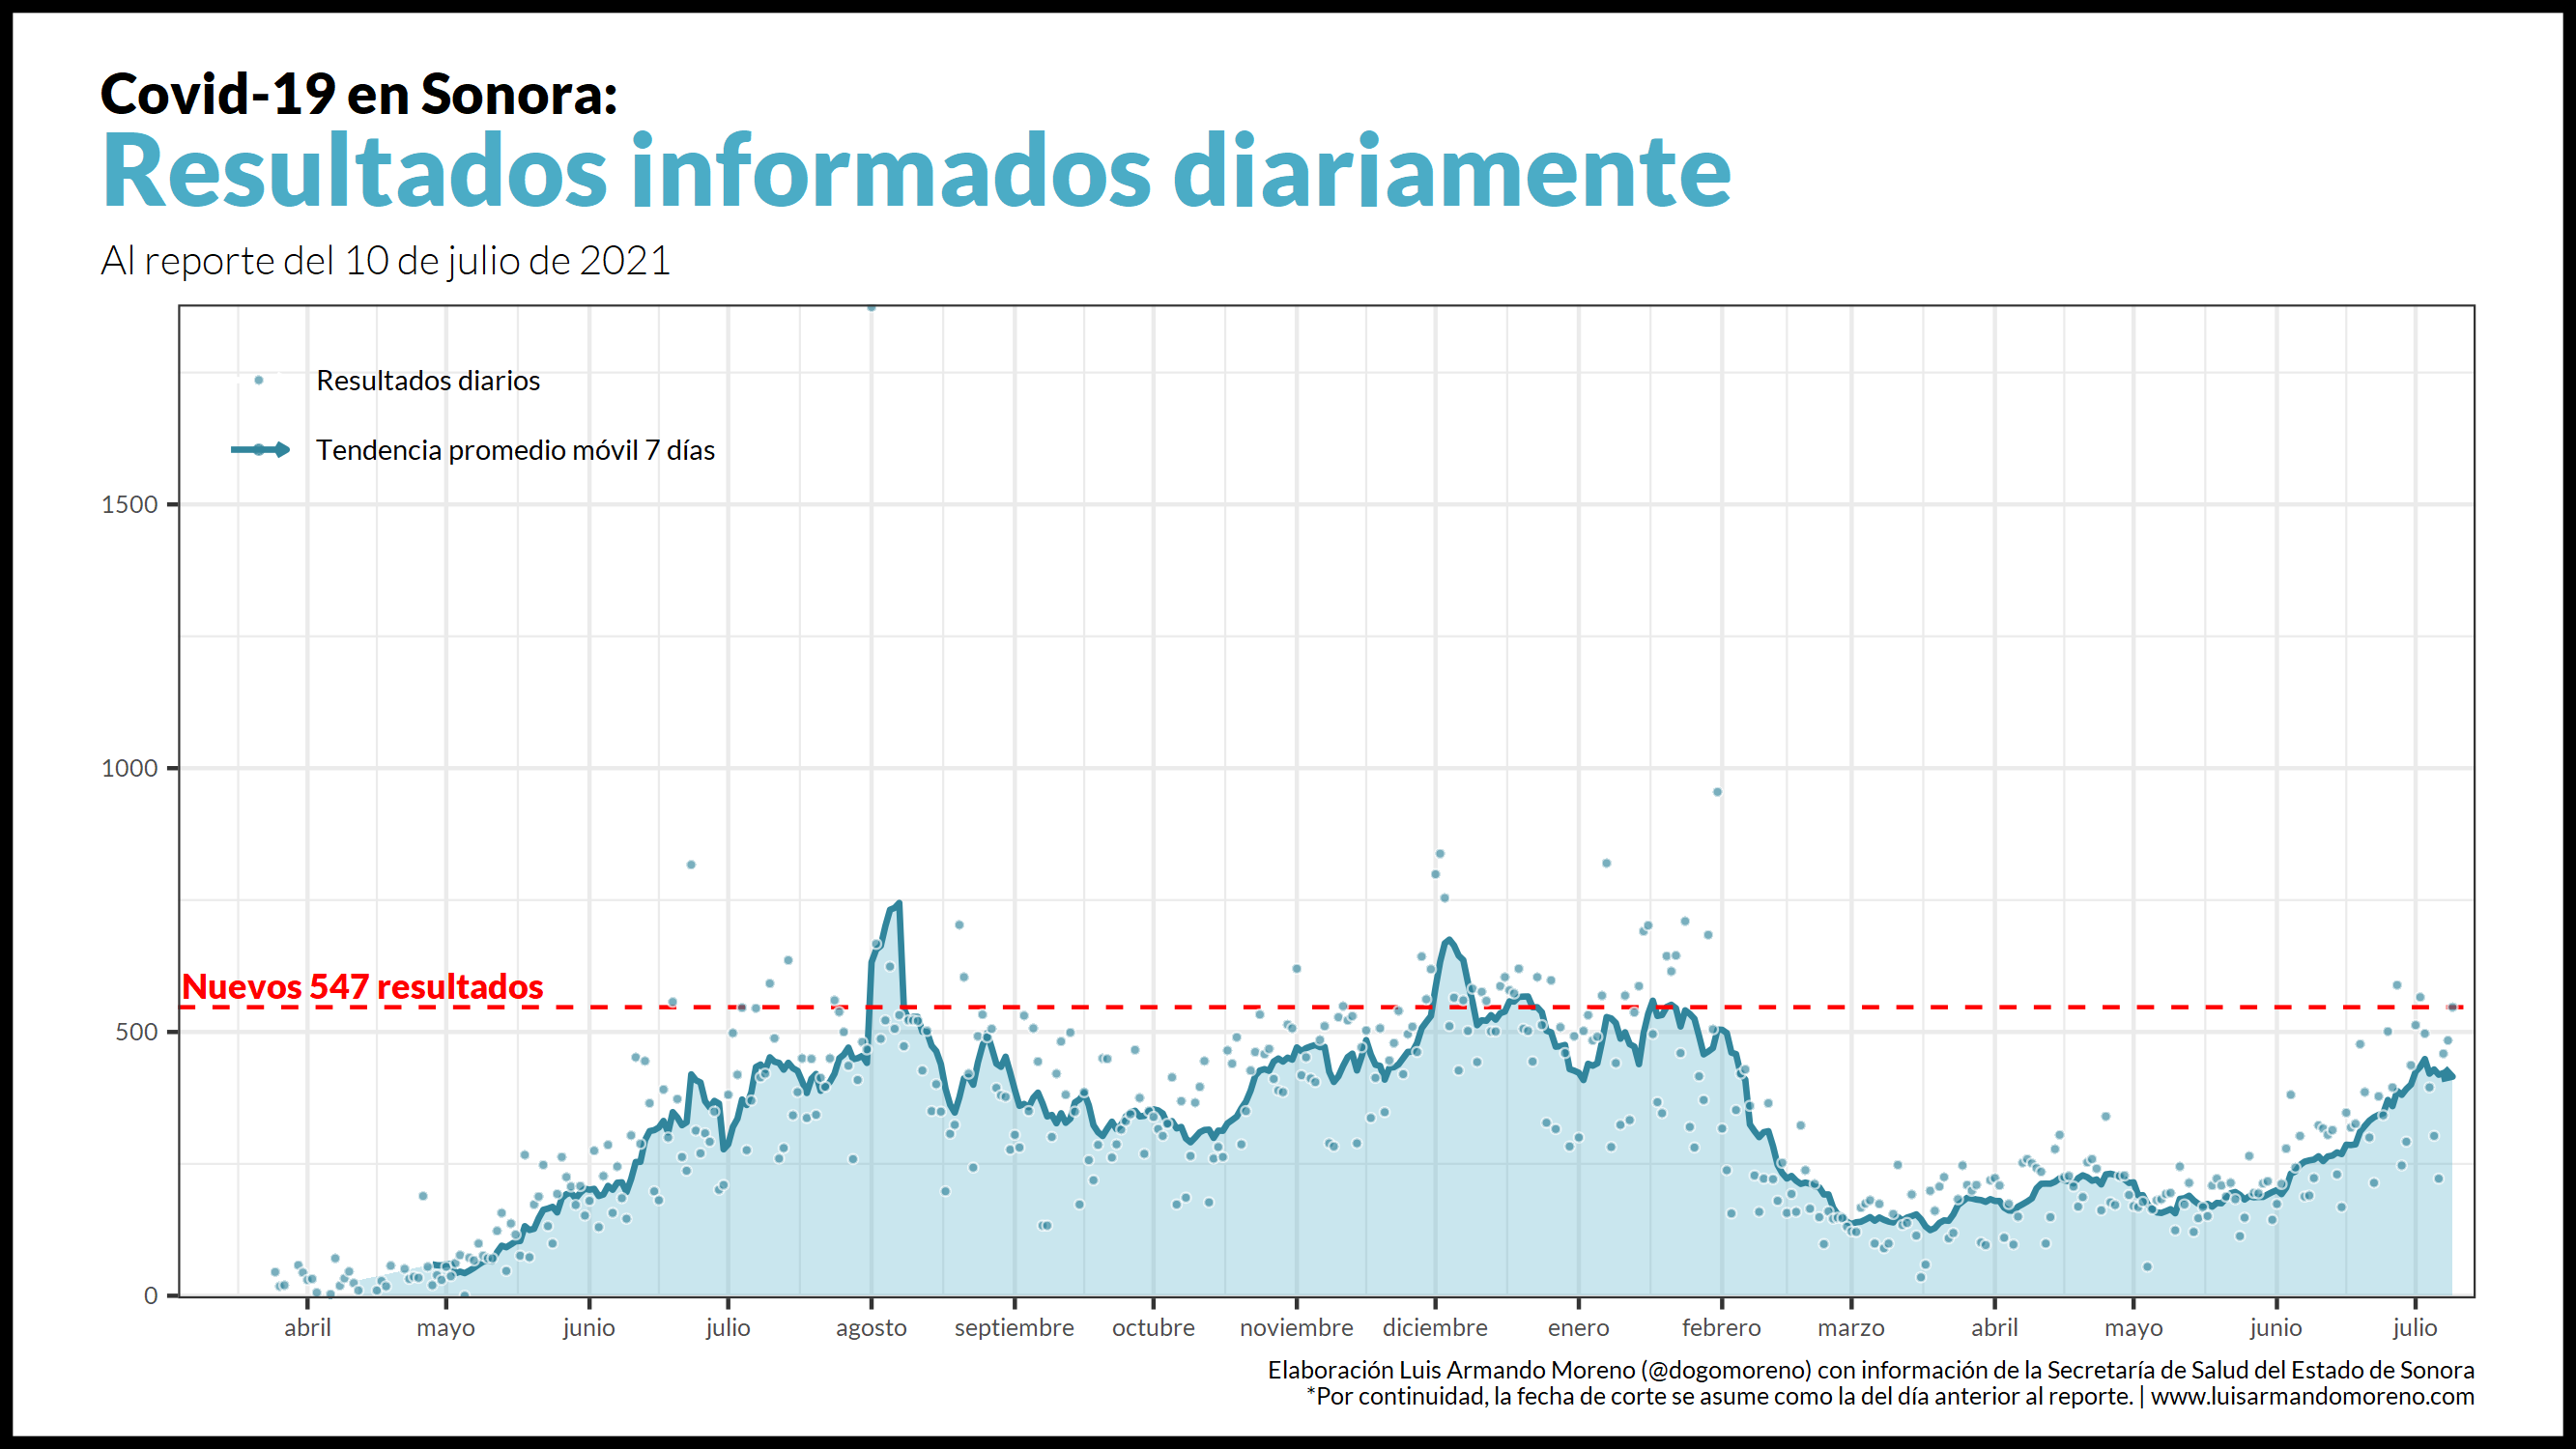 Covid-19 en Sonora:
Resultados informados diariamente
Al reporte del 10 de julio de 2021
Resultados diarios
Tendencia promedio móvil 7 días
1500
1000
Nuevos 547 resultados
500
0
abril mayo junio julio agosto septiembre octubre noviembre diciembre enero febrero marzo abril mayo junio julio
Elaboración Luis Armando Moreno (@dogomoreno) con información de la Secretaría de Salud del Estado de Sonora
*Por continuidad, la fecha de corte se asume como la del día anterior al reporte. | www.luisarmandomoreno.com